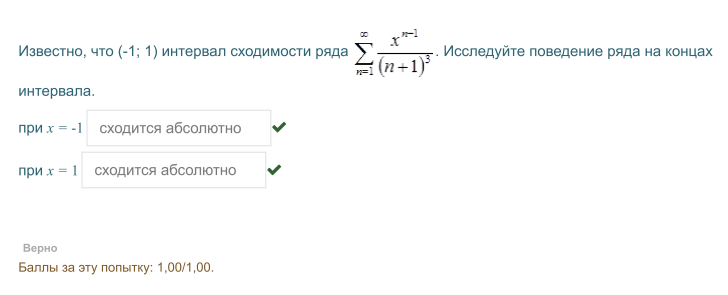 Известно, что (-1; 1) интервал сходимости ряда $\sum_{n=1}^{\infty} \frac{x^{n-1}}{(n+1)^3}$. Исследуйте поведение ряда на концах
интервала.
при x = -1 сходится абсолютно
при x = 1 сходится абсолютно
Верно
Баллы за эту попытку: 1,00/1,00.